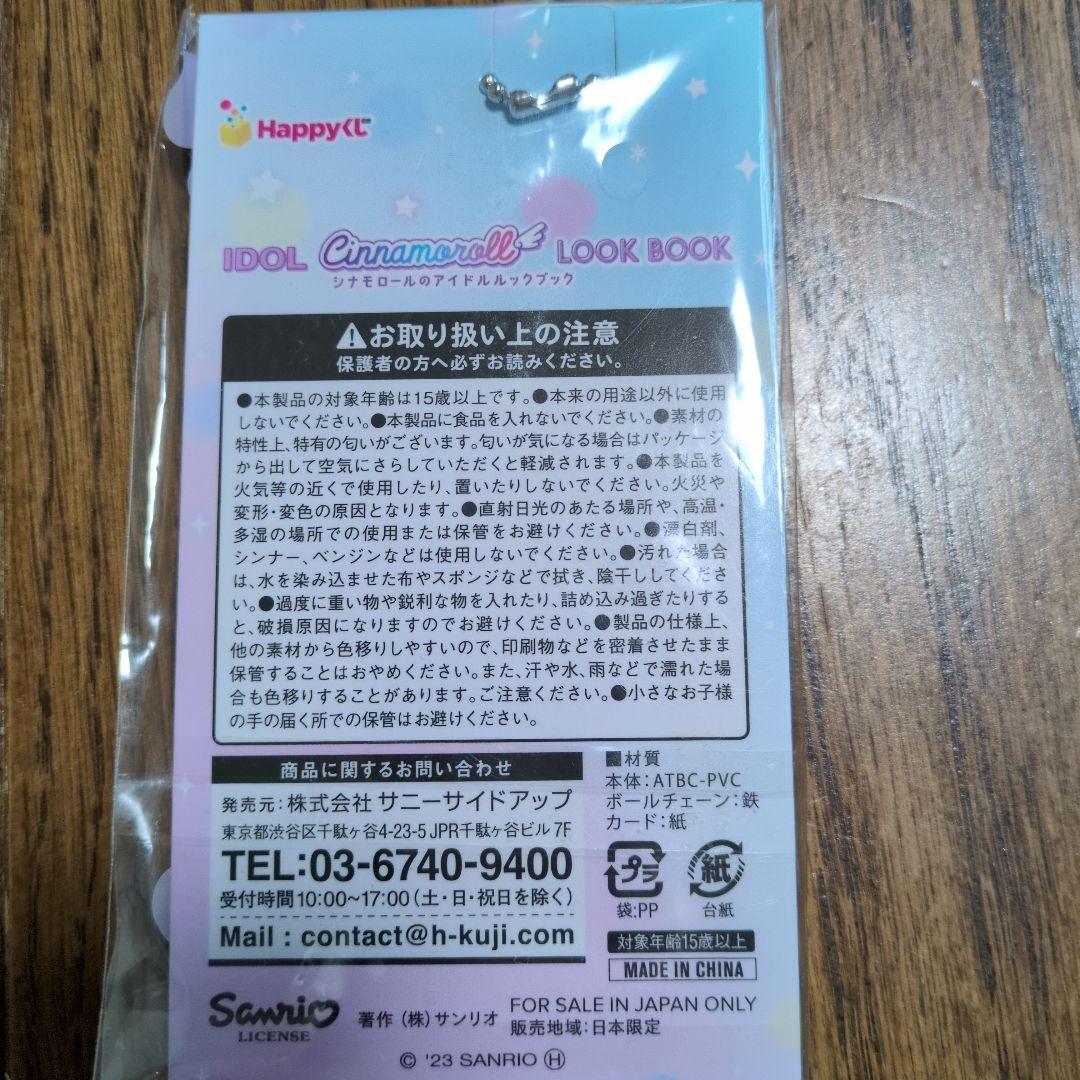 Happyくじ
IDOL Cinnamoroll LOOK BOOK
シナモロールのアイドルルックブック
お取り扱い上の注意
保護者の方へ必ずお読みください。
●本製品の対象年齢は15歳以上です。●本来の用途以外に使用
しないでください。●本製品に食品を入れないでください。●素材の
特性上、特有の匂いがございます。匂いが気になる場合はパッケージ
から出して空気にさらしていただくと軽減されます。●本製品を
火気等の近くで使用したり、置いたりしないでください。火災や
変形・変色の原因となります。●直射日光のあたる場所や、高温・
多湿の場所での使用または保管をお避けください。●漂白剤、
シンナー、ベンジンなどは使用しないでください。●汚れた場合
は、水を染み込ませた布やスポンジなどで拭き、陰干ししてくださ
い。●過度に重い物や鋭利な物を入れたり、詰め込み過ぎたりする
と、破損原因になりますのでお避けください。●製品の仕様上、
他の素材から色移りしやすいので、印刷物などを密着させたまま
保管することはおやめください。また、汗や水、雨などで濡れた場
合も色移りすることがあります。ご注意ください。●小さなお子様
の手の届く所での保管はお避けください。
商品に関するお問い合わせ
発売元:株式会社 サニーサイドアップ
東京都渋谷区千駄ヶ谷4-23-5 JPR千駄ヶ谷ビル 7F
TEL:03-6740-9400
受付時間 10:00~17:00 (土・日・祝日を除く)
Mail : contact@h-kuji.com
■材質
本体:ATBC-PVC
ボールチェーン:鉄
カード:紙
プラ
袋:PP
紙
台紙
対象年齢15歳以上
MADE IN CHINA
Sanrio
LICENSE
著作 (株) サンリオ
FOR SALE IN JAPAN ONLY
販売地域:日本限定
© '23 SANRIO Ⓗ